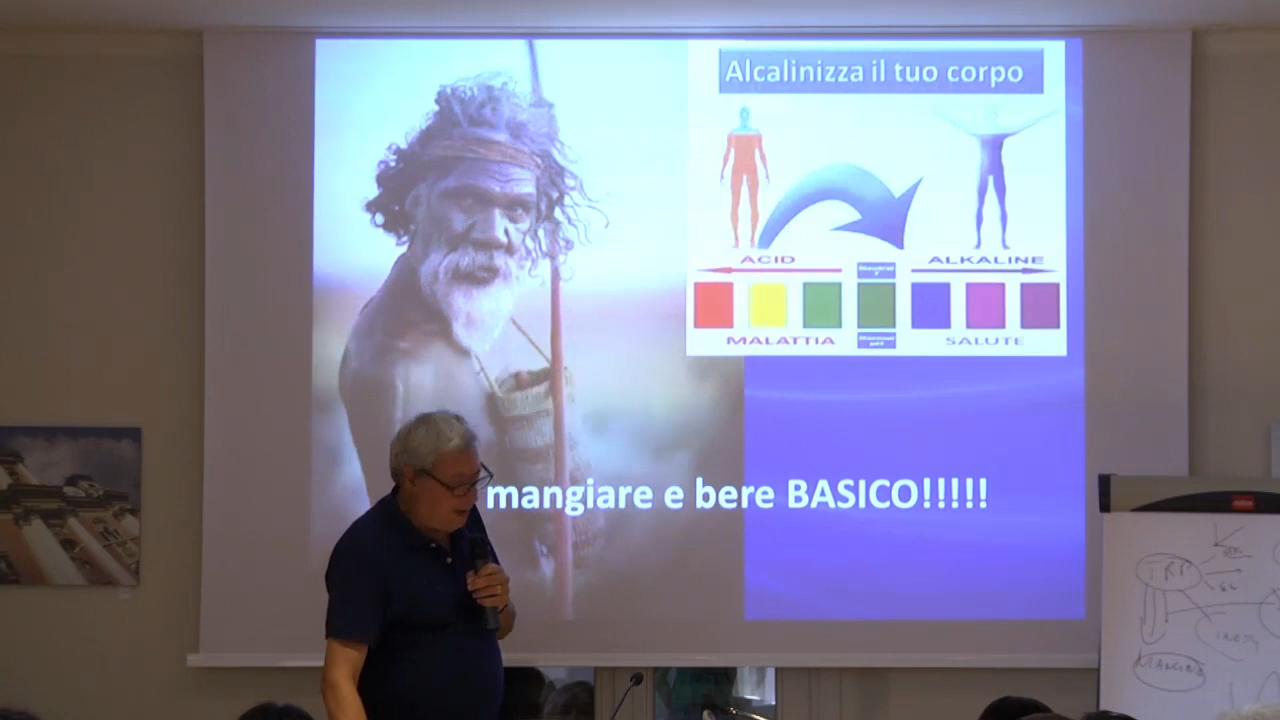 Alcalinizza il tuo corpo
ACID
ALKALINE
MALATTIA
SALUTE
mangiare e bere BASICO!!!!!